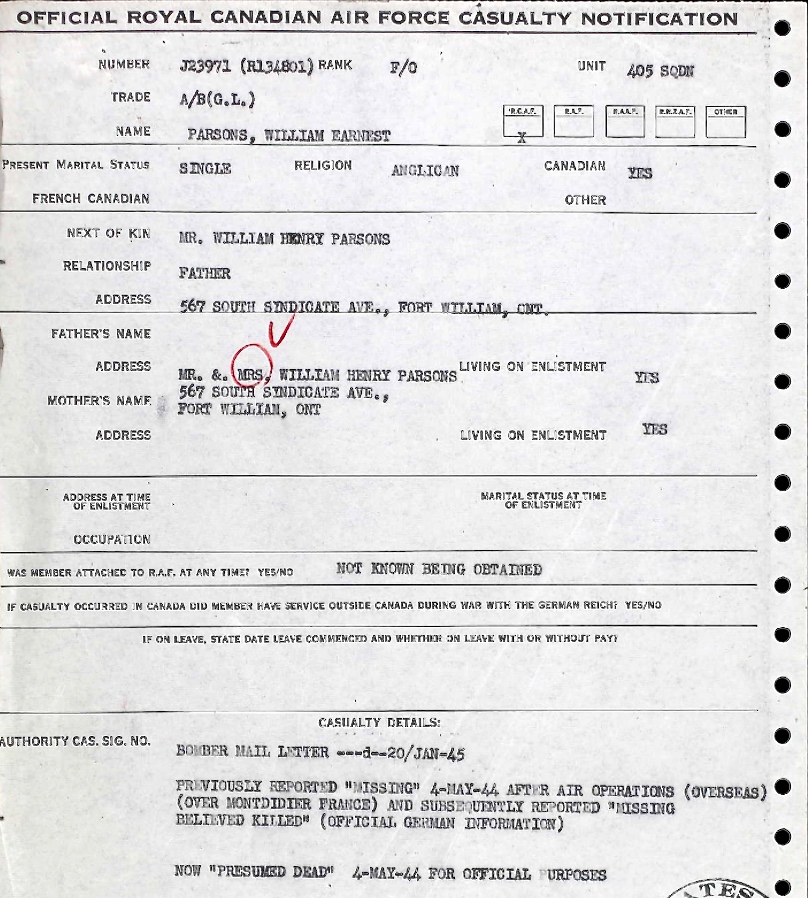 OFFICIAL ROYAL CANADIAN AIR FORCE CASUALTY NOTIFICATION
NUMBER J23971 (R134801) RANK F/O UNIT 405 SQDN
TRADE A/B(G.L.)
R.C.A.F. R.A.F. R.A.A.F. R.N.Z.A.F. OTHER
NAME PARSONS, WILLIAM EARNEST X
PRESENT MARITAL STATUS SINGLE RELIGION ANGLICAN CANADIAN YES
FRENCH CANADIAN OTHER
NEXT OF KIN MR. WILLIAM HENRY PARSONS
RELATIONSHIP FATHER
ADDRESS 567 SOUTH SYNDICATE AVE., FORT WILLIAM, ONT.
FATHER'S NAME
ADDRESS MR. &. MRS. WILLIAM HENRY PARSONS LIVING ON ENLISTMENT YES
567 SOUTH SYNDICATE AVE.,
MOTHER'S NAME FORT WILLIAM, ONT
ADDRESS LIVING ON ENLISTMENT YES
ADDRESS AT TIME OF ENLISTMENT MARITAL STATUS AT TIME OF ENLISTMENT
OCCUPATION
WAS MEMBER ATTACHED TO R.A.F. AT ANY TIME? YES/NO NOT KNOWN BEING OBTAINED
IF CASUALTY OCCURRED IN CANADA DID MEMBER HAVE SERVICE OUTSIDE CANADA DURING WAR WITH THE GERMAN REICH? YES/NO
IF ON LEAVE, STATE DATE LEAVE COMMENCED AND WHETHER ON LEAVE WITH OR WITHOUT PAY?
CASUALTY DETAILS:
AUTHORITY CAS. SIG. NO.
BOMBER MAIL LETTER ---d--20/JAN-45
PREVIOUSLY REPORTED "MISSING" 4-MAY-44 AFTER AIR OPERATIONS (OVERSEAS)
(OVER MONTDIDIER FRANCE) AND SUBSEQUENTLY REPORTED "MISSING
BELIEVED KILLED" (OFFICIAL GERMAN INFORMATION)
NOW "PRESUMED DEAD" 4-MAY-44 FOR OFFICIAL PURPOSES